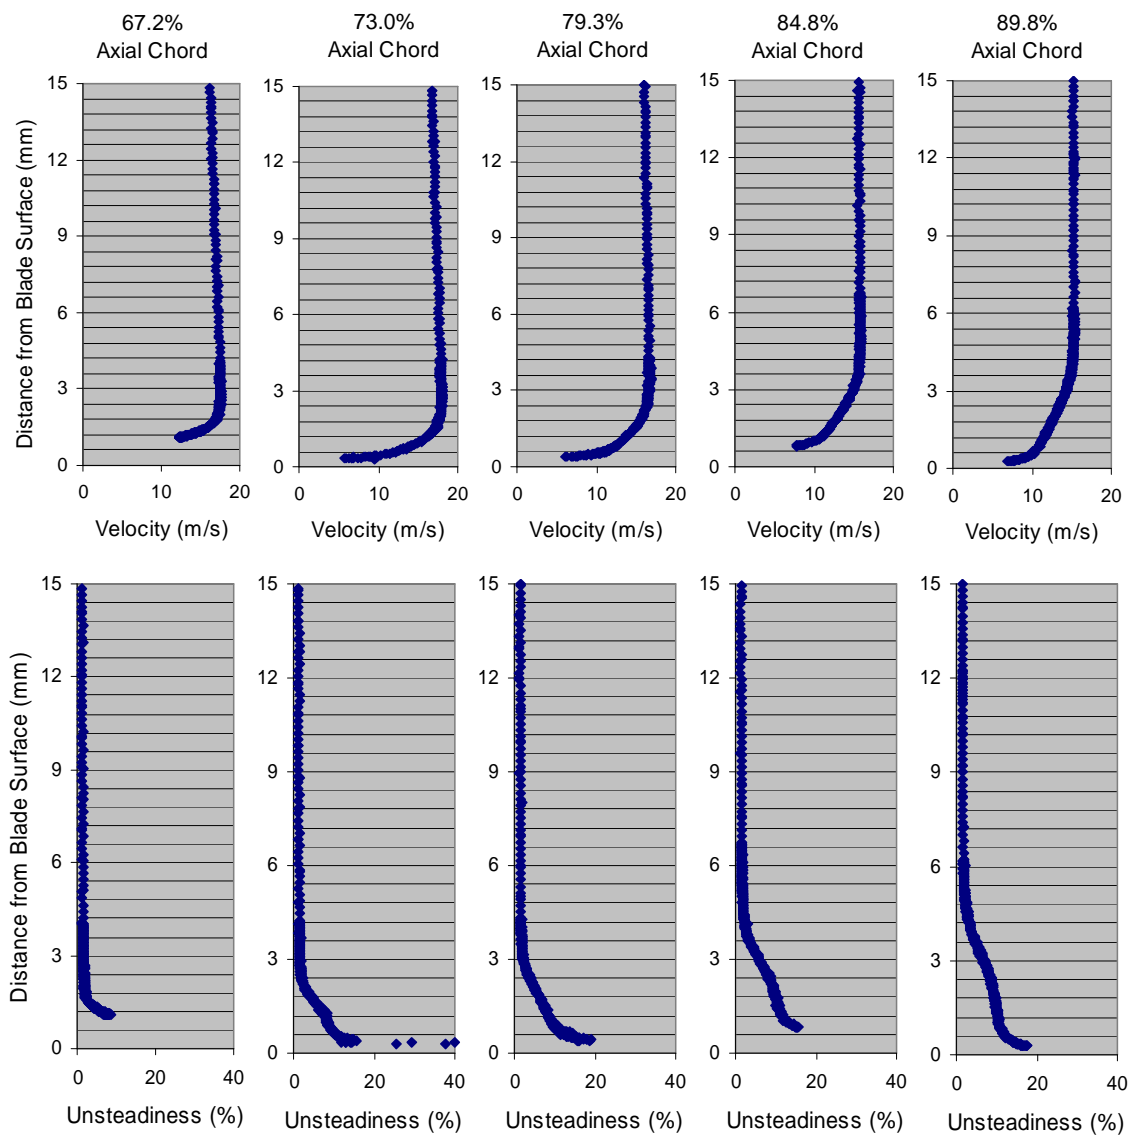 67.2% 73.0% 79.3% 84.8% 89.8%
Axial Chord Axial Chord Axial Chord Axial Chord Axial Chord
Distance from Blade Surface (mm)
15 15 15 15 15
12 12 12 12 12
9 9 9 9 9
6 6 6 6 6
3 3 3 3 3
0 0 0 0 0
0 10 20 0 10 20 0 10 20 0 10 20 0 10 20
Velocity (m/s) Velocity (m/s) Velocity (m/s) Velocity (m/s) Velocity (m/s)
Distance from Blade Surface (mm)
15 15 15 15 15
12 12 12 12 12
9 9 9 9 9
6 6 6 6 6
3 3 3 3 3
0 0 0 0 0
0 20 40 0 20 40 0 20 40 0 20 40 0 20 40
Unsteadiness (%) Unsteadiness (%) Unsteadiness (%) Unsteadiness (%) Unsteadiness (%)